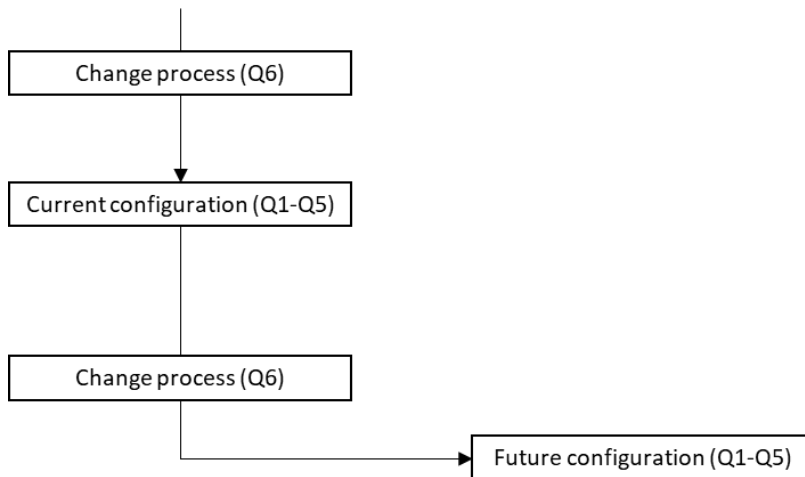 Change process (Q6)
Current configuration (Q1-Q5)
Change process (Q6)
Future configuration (Q1-Q5)